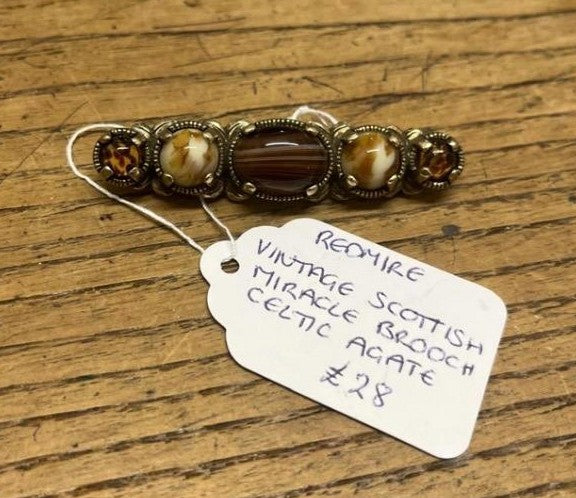 REDMIRE
VINTAGE SCOTTISH
MIRACLE BROOCH
CELTIC AGATE
£28